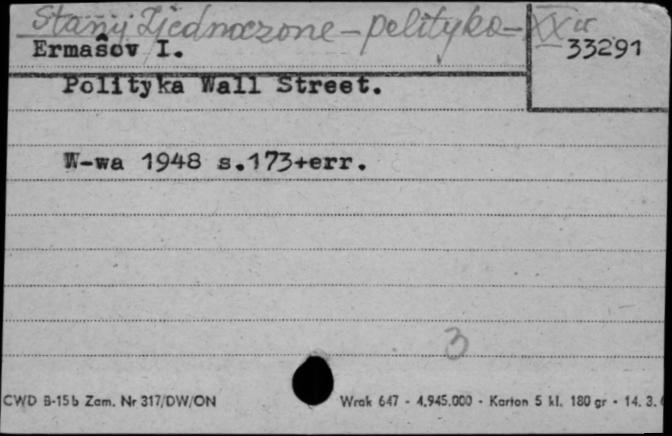 Stany Zjednoczone - polityka - XX w
Ermašov I.
33291
Polityka Wall Street.
W-wa 1948 s.173+err.
3
CWD B-15b Zam. Nr 317/DW/ON Wrak 647 - 4.945.000 - Karton 5 kl. 180 gr - 14. 3.